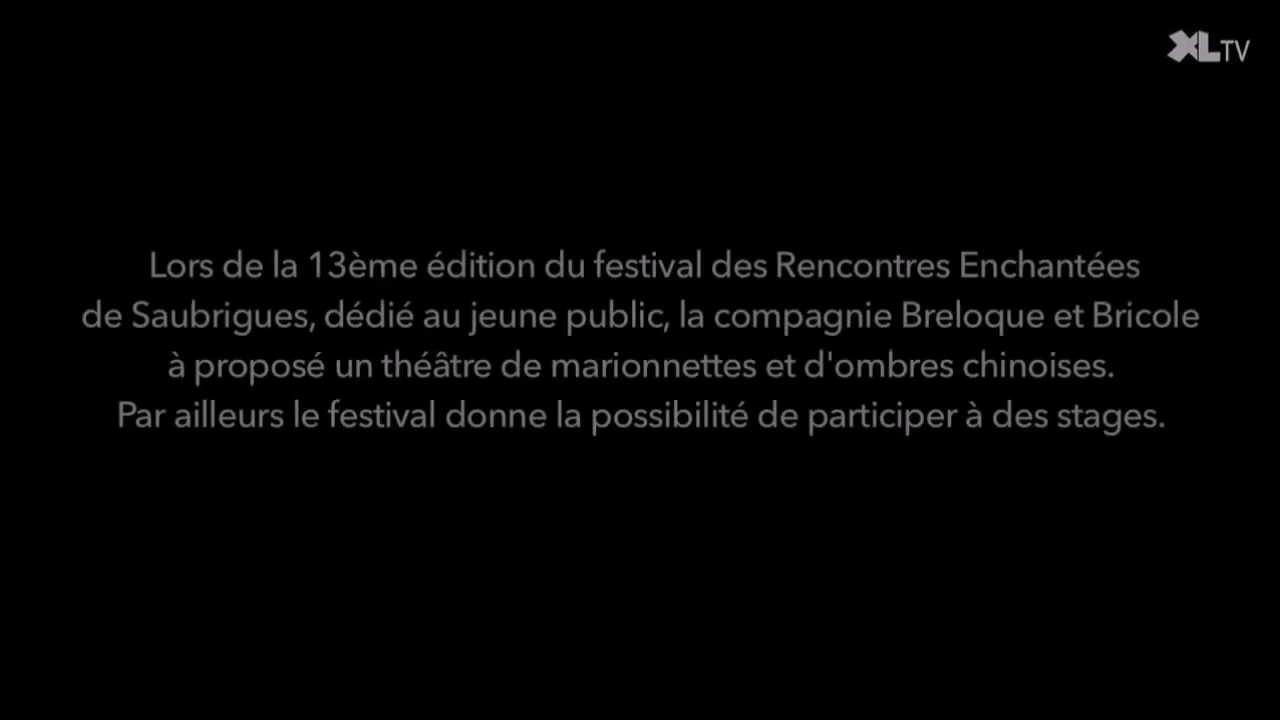 XLTV
Lors de la 13ème édition du festival des Rencontres Enchantées
de Saubrigues, dédié au jeune public, la compagnie Breloque et Bricole
à proposé un théâtre de marionnettes et d'ombres chinoises.
Par ailleurs le festival donne la possibilité de participer à des stages.